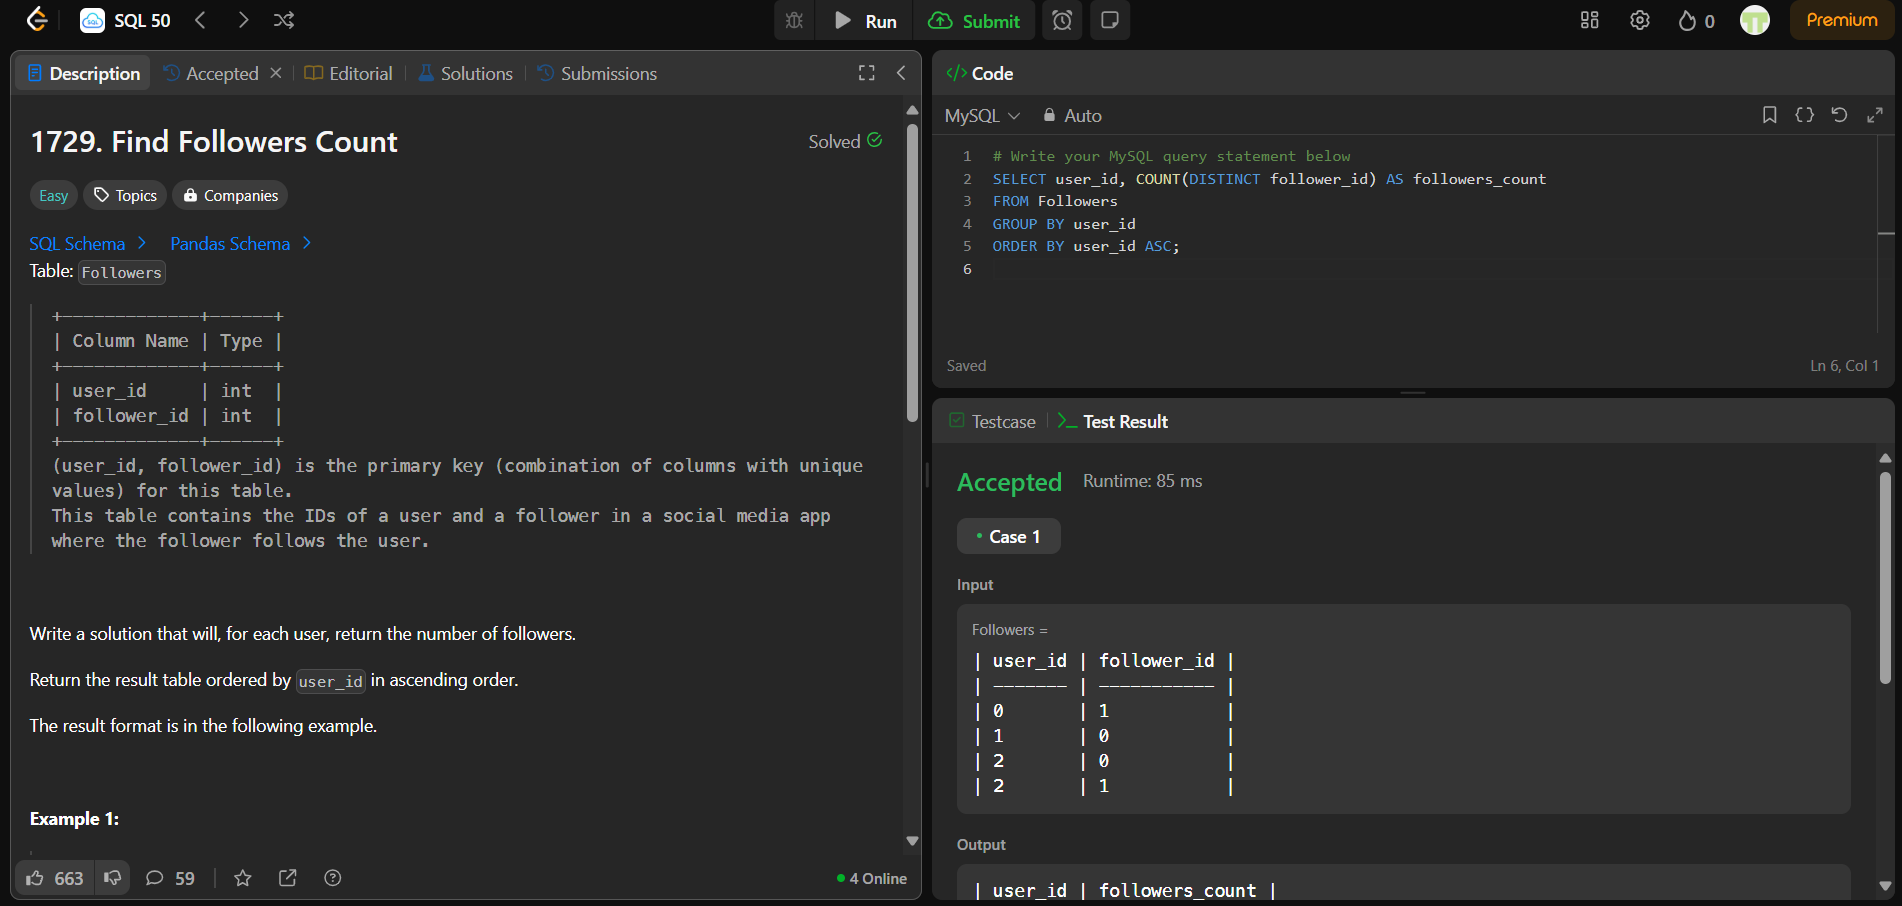 SQL 50
Run
Submit
0
Premium
Description
Accepted
Editorial
Solutions
Submissions
1729. Find Followers Count
Solved
Easy
Topics
Companies
SQL Schema
Pandas Schema
Table: Followers
+-------------+------+
| Column Name | Type |
+-------------+------+
| user_id     | int  |
| follower_id | int  |
+-------------+------+
(user_id, follower_id) is the primary key (combination of columns with unique
values) for this table.
This table contains the IDs of a user and a follower in a social media app
where the follower follows the user.
Write a solution that will, for each user, return the number of followers.
Return the result table ordered by user_id in ascending order.
The result format is in the following example.
Example 1:
663
59
4 Online
</> Code
MySQL
Auto
1 # Write your MySQL query statement below
2 SELECT user_id, COUNT(DISTINCT follower_id) AS followers_count
3 FROM Followers
4 GROUP BY user_id
5 ORDER BY user_id ASC;
6
Saved
Ln 6, Col 1
Testcase
>_ Test Result
Accepted
Runtime: 85 ms
• Case 1
Input
Followers =
| user_id | follower_id |
| ------- | ----------- |
| 0       | 1           |
| 1       | 0           |
| 2       | 0           |
| 2       | 1           |
Output
| user_id | followers_count |